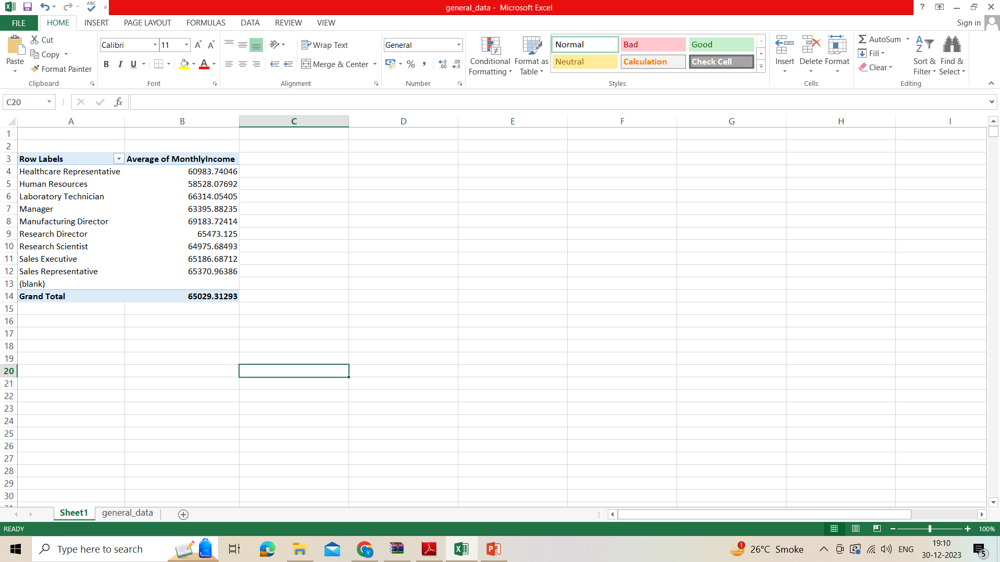 general_data - Microsoft Excel
FILE HOME INSERT PAGE LAYOUT FORMULAS DATA REVIEW VIEW Sign in
Paste
Cut
Copy
Format Painter
Clipboard
Calibri 11
B I U
Font
Wrap Text
Merge & Center
Alignment
General
% , .00 .00
Number
Conditional Formatting
Format as Table
Normal Bad Good
Neutral Calculation Check Cell
Styles
Insert Delete Format
Cells
AutoSum
Fill
Clear
Sort & Filter
Find & Select
Editing
C20 fx
A B C D E F G H I
1
2
3 Row Labels Average of MonthlyIncome
4 Healthcare Representative 60983.74046
5 Human Resources 58528.07692
6 Laboratory Technician 66314.05405
7 Manager 63395.88235
8 Manufacturing Director 69183.72414
9 Research Director 65473.125
10 Research Scientist 64975.68493
11 Sales Executive 65186.68712
12 Sales Representative 65370.96386
13 (blank)
14 Grand Total 65029.31293
15
16
17
18
19
20
21
22
23
24
25
26
27
28
29
30
Sheet1 general_data
READY 100%
Type here to search 26°C Smoke ENG 19:10
30-12-2023 5